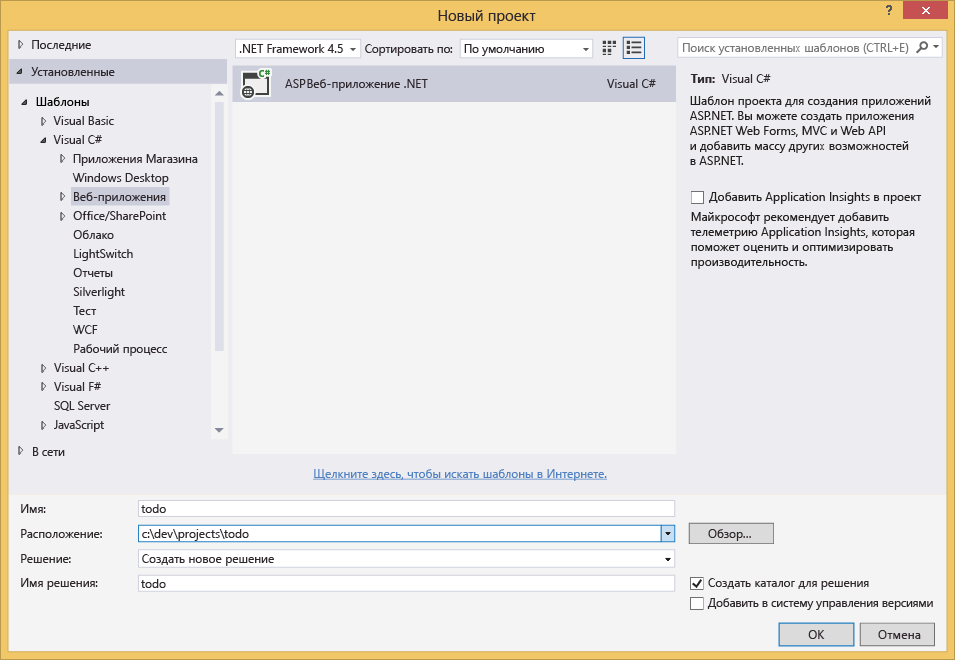 Новый проект
?
Последние
Установленные
Шаблоны
Visual Basic
Visual C#
Приложения Магазина
Windows Desktop
Веб-приложения
Office/SharePoint
Облако
LightSwitch
Отчеты
Silverlight
Тест
WCF
Рабочий процесс
Visual C++
Visual F#
SQL Server
JavaScript
В сети
.NET Framework 4.5
Сортировать по:
По умолчанию
C#
ASPВеб-приложение .NET
Visual C#
Щелкните здесь, чтобы искать шаблоны в Интернете.
Поиск установленных шаблонов (CTRL+E)
Тип: Visual C#
Шаблон проекта для создания приложений
ASP.NET. Вы можете создать приложения
ASP.NET Web Forms, MVC и Web API
и добавить массу других возможностей
в ASP.NET.
Добавить Application Insights в проект
Майкрософт рекомендует добавить
телеметрию Application Insights, которая
поможет оценить и оптимизировать
производительность.
Имя:
todo
Расположение:
c:\dev\projects\todo
Обзор...
Решение:
Создать новое решение
Имя решения:
todo
Создать каталог для решения
Добавить в систему управления версиями
ОК
Отмена